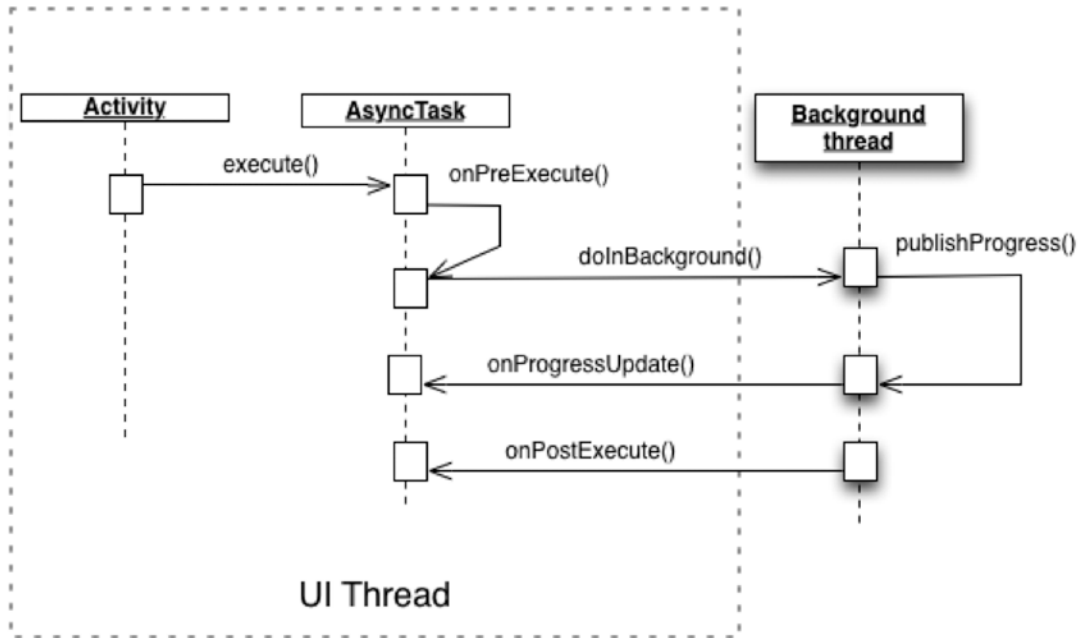 Activity
AsyncTask
Background
thread
execute()
onPreExecute()
publishProgress()
doInBackground()
onProgressUpdate()
onPostExecute()
UI Thread